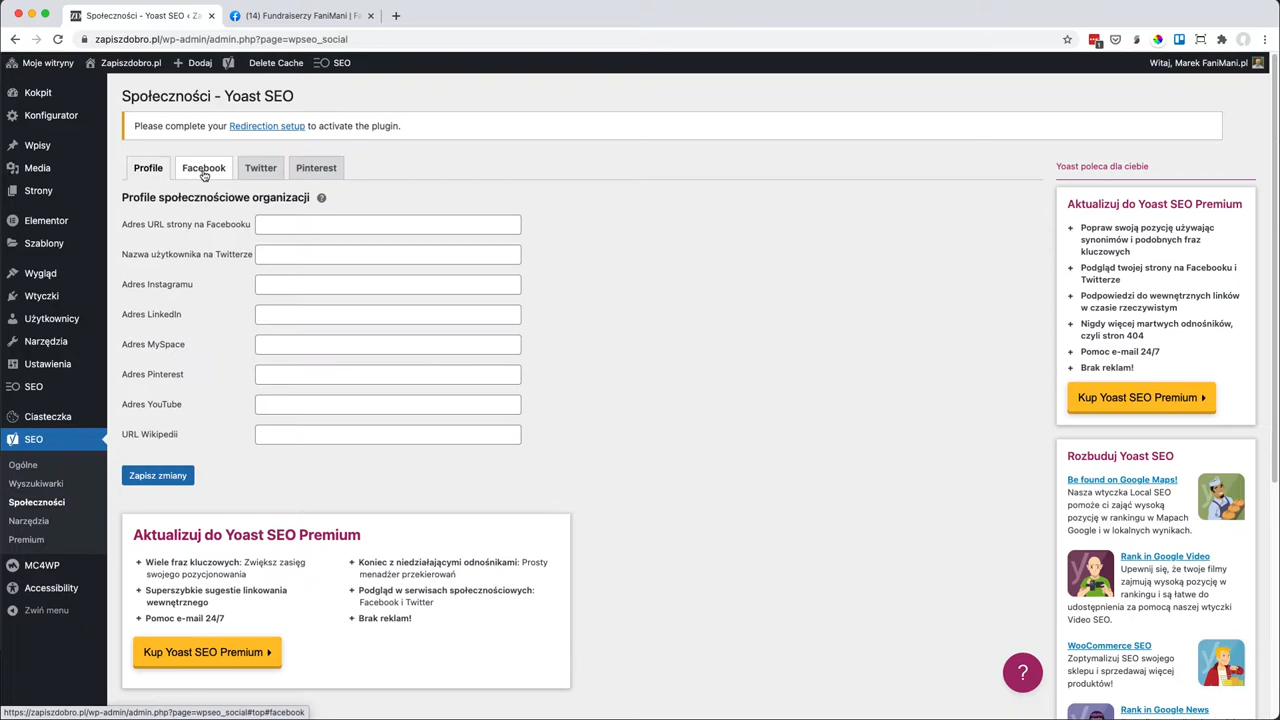 Społeczności - Yoast SEO ‹ Za
(14) Fundraiserzy FaniMani | Fa
zapiszdobro.pl/wp-admin/admin.php?page=wpseo_social
Moje witryny
Zapiszdobro.pl
Dodaj
Delete Cache
SEO
Witaj, Marek FaniMani.pl
Kokpit
Konfigurator
Wpisy
Media
Strony
Elementor
Szablony
Wygląd
Wtyczki
Użytkownicy
Narzędzia
Ustawienia
SEO
Ciasteczka
SEO
Ogólne
Wyszukiwarki
Społeczności
Narzędzia
Premium
MC4WP
Accessibility
Zwiń menu
Społeczności - Yoast SEO
Please complete your Redirection setup to activate the plugin.
Profile
Facebook
Twitter
Pinterest
Profile społecznościowe organizacji ?
Adres URL strony na Facebooku
Nazwa użytkownika na Twitterze
Adres Instagramu
Adres LinkedIn
Adres MySpace
Adres Pinterest
Adres YouTube
URL Wikipedii
Zapisz zmiany
Aktualizuj do Yoast SEO Premium
+ Wiele fraz kluczowych: Zwiększ zasięg
swojego pozycjonowania
+ Superszybkie sugestie linkowania
wewnętrznego
+ Pomoc e-mail 24/7
+ Koniec z niedziałającymi odnośnikami: Prosty
menadżer przekierowań
+ Podgląd w serwisach społecznościowych:
Facebook i Twitter
+ Brak reklam!
Kup Yoast SEO Premium
Yoast poleca dla ciebie
Aktualizuj do Yoast SEO Premium
+ Popraw swoją pozycję używając
synonimów i podobnych fraz
kluczowych
+ Podgląd twojej strony na Facebooku i
Twitterze
+ Podpowiedzi do wewnętrznych linków
w czasie rzeczywistym
+ Nigdy więcej martwych odnośników,
czyli stron 404
+ Pomoc e-mail 24/7
+ Brak reklam!
Kup Yoast SEO Premium
Rozbuduj Yoast SEO
Be found on Google Maps!
Nasza wtyczka Local SEO
pomoże ci zająć wysoką
pozycję w rankingu w Mapach
Google i w lokalnych wynikach.
Rank in Google Video
Upewnij się, że twoje filmy
zajmują wysoką pozycję w
rankingu i są łatwe do
udostępnienia za pomocą naszej wtyczki
Video SEO.
WooCommerce SEO
Zoptymalizuj SEO swojego
sklepu i sprzedawaj więcej
produktów!
Rank in Google News
?
https://zapiszdobro.pl/wp-admin/admin.php?page=wpseo_social#top#facebook